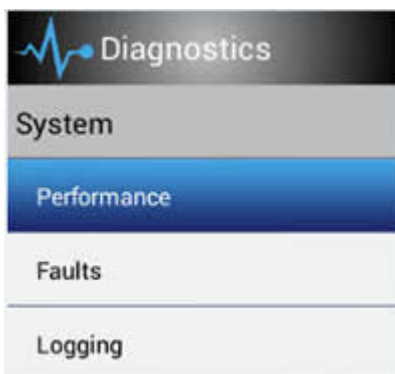 Diagnostics
System
Performance
Faults
Logging